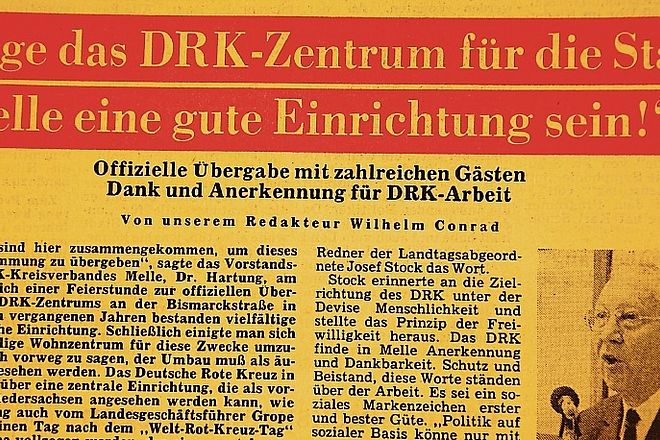 ge das DRK-Zentrum für die Sta
elle eine gute Einrichtung sein!“
Offizielle Übergabe mit zahlreichen Gästen
Dank und Anerkennung für DRK-Arbeit
Von unserem Redakteur Wilhelm Conrad
sind hier zusammengekommen, um dieses
mmung zu übergeben”, sagte das Vorstands-
K-Kreisverbandes Melle, Dr. Hartung, am
lich einer Feierstunde zur offiziellen Über-
DRK-Zentrums an der Bismarckstraße in
n vergangenen Jahren bestanden vielfältige
he Einrichtung. Schließlich einigte man sich
lige Wohnzentrum für diese Zwecke umzu-
ch vorweg zu sagen, der Umbau muß als äu-
esehen werden. Das Deutsche Rote Kreuz in
über eine zentrale Einrichtung, die als vor-
edersachsen angesehen werden kann, wie
ng auch vom Landesgeschäftsführer Grope
einen Tag nach dem „Welt-Rot-Kreuz-Tag”
Redner der Landtagsabgeord-
nete Josef Stock das Wort.
Stock erinnerte an die Ziel-
richtung des DRK unter der
Devise Menschlichkeit und
stellte das Prinzip der Frei-
willigkeit heraus. Das DRK
finde in Melle Anerkennung
und Dankbarkeit. Schutz und
Beistand, diese Worte ständen
über der Arbeit. Es sei ein so-
ziales Markenzeichen erster
und bester Güte. „Politik auf
sozialer Basis könne nur mit